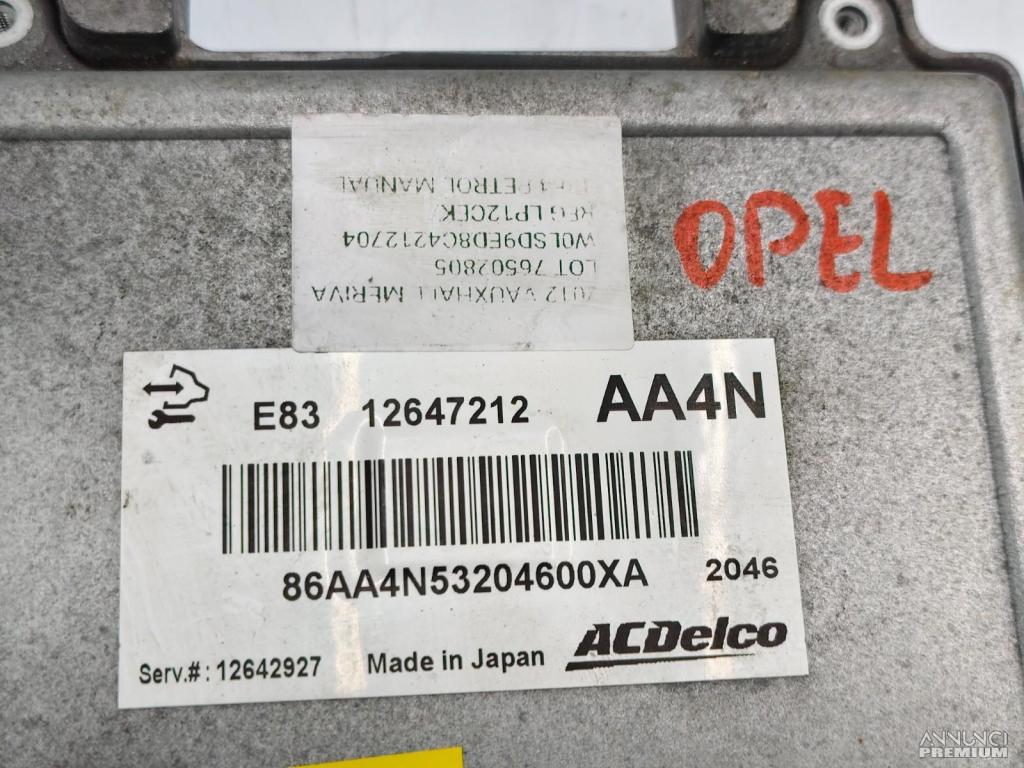 2012 VAUXHALL MERIVA
LOT 76502805
W0LSD9ED8C4212704
REG LP12CEK
PETROL MANUAL
OPEL
E83 12647212 AA4N
86AA4N53204600XA 2046
Serv.#: 12642927 Made in Japan ACDelco
ANNUNCI
PREMIUM